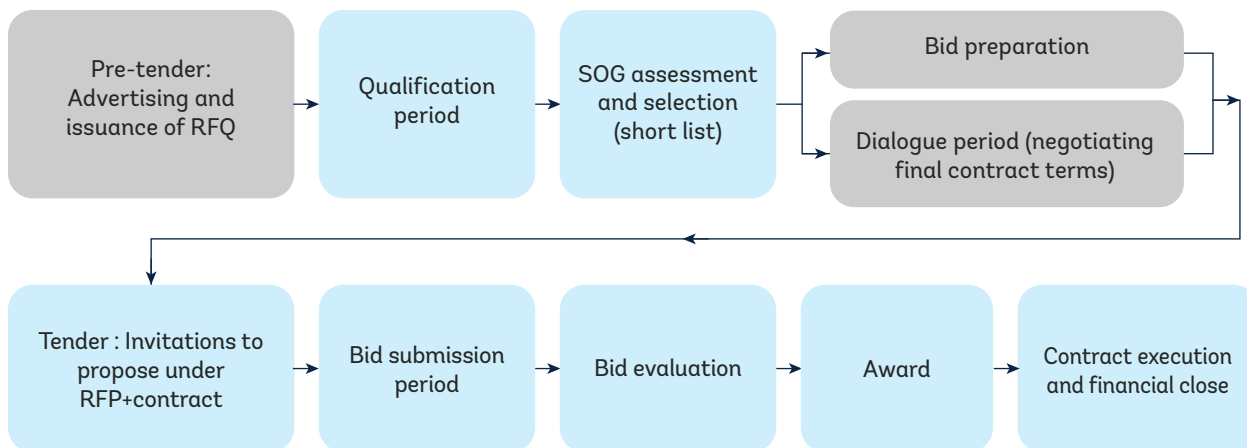 Pre-tender:
Advertising and
issuance of RFQ
Qualification
period
SOG assessment
and selection
(short list)
Bid preparation
Dialogue period (negotiating
final contract terms)
Tender : Invitations to
propose under
RFP+contract
Bid submission
period
Bid evaluation
Award
Contract execution
and financial close